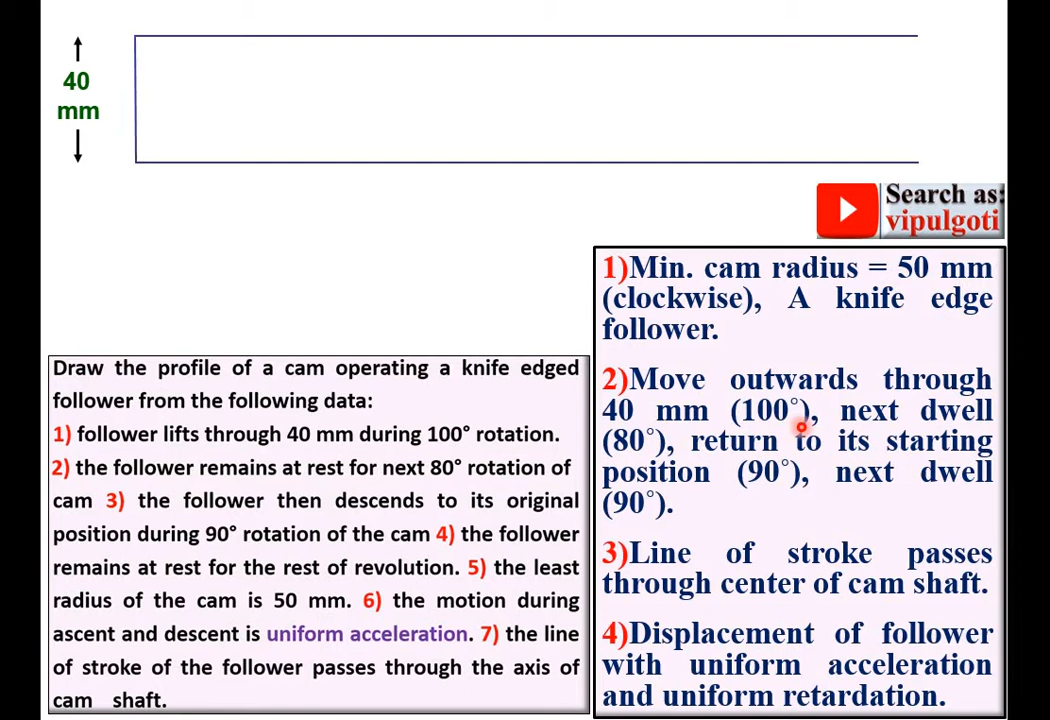 40
mm
Search as:
vipulgoti
Draw the profile of a cam operating a knife edged
follower from the following data:
1) follower lifts through 40 mm during 100° rotation.
2) the follower remains at rest for next 80° rotation of
cam 3) the follower then descends to its original
position during 90° rotation of the cam 4) the follower
remains at rest for the rest of revolution. 5) the least
radius of the cam is 50 mm. 6) the motion during
ascent and descent is uniform acceleration. 7) the line
of stroke of the follower passes through the axis of
cam shaft.
1)Min. cam radius = 50 mm
(clockwise), A knife edge
follower.
2)Move outwards through
40 mm (100°), next dwell
(80°), return to its starting
position (90°), next dwell
(90°).
3)Line of stroke passes
through center of cam shaft.
4)Displacement of follower
with uniform acceleration
and uniform retardation.